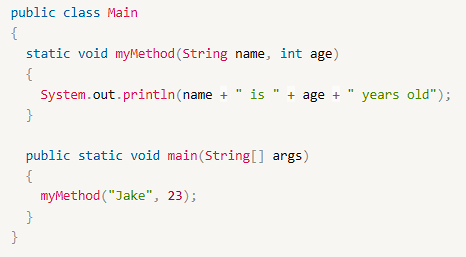 public class Main
{
  static void myMethod(String name, int age)
  {
    System.out.println(name + " is " + age + " years old");
  }

  public static void main(String[] args)
  {
    myMethod("Jake", 23);
  }
}